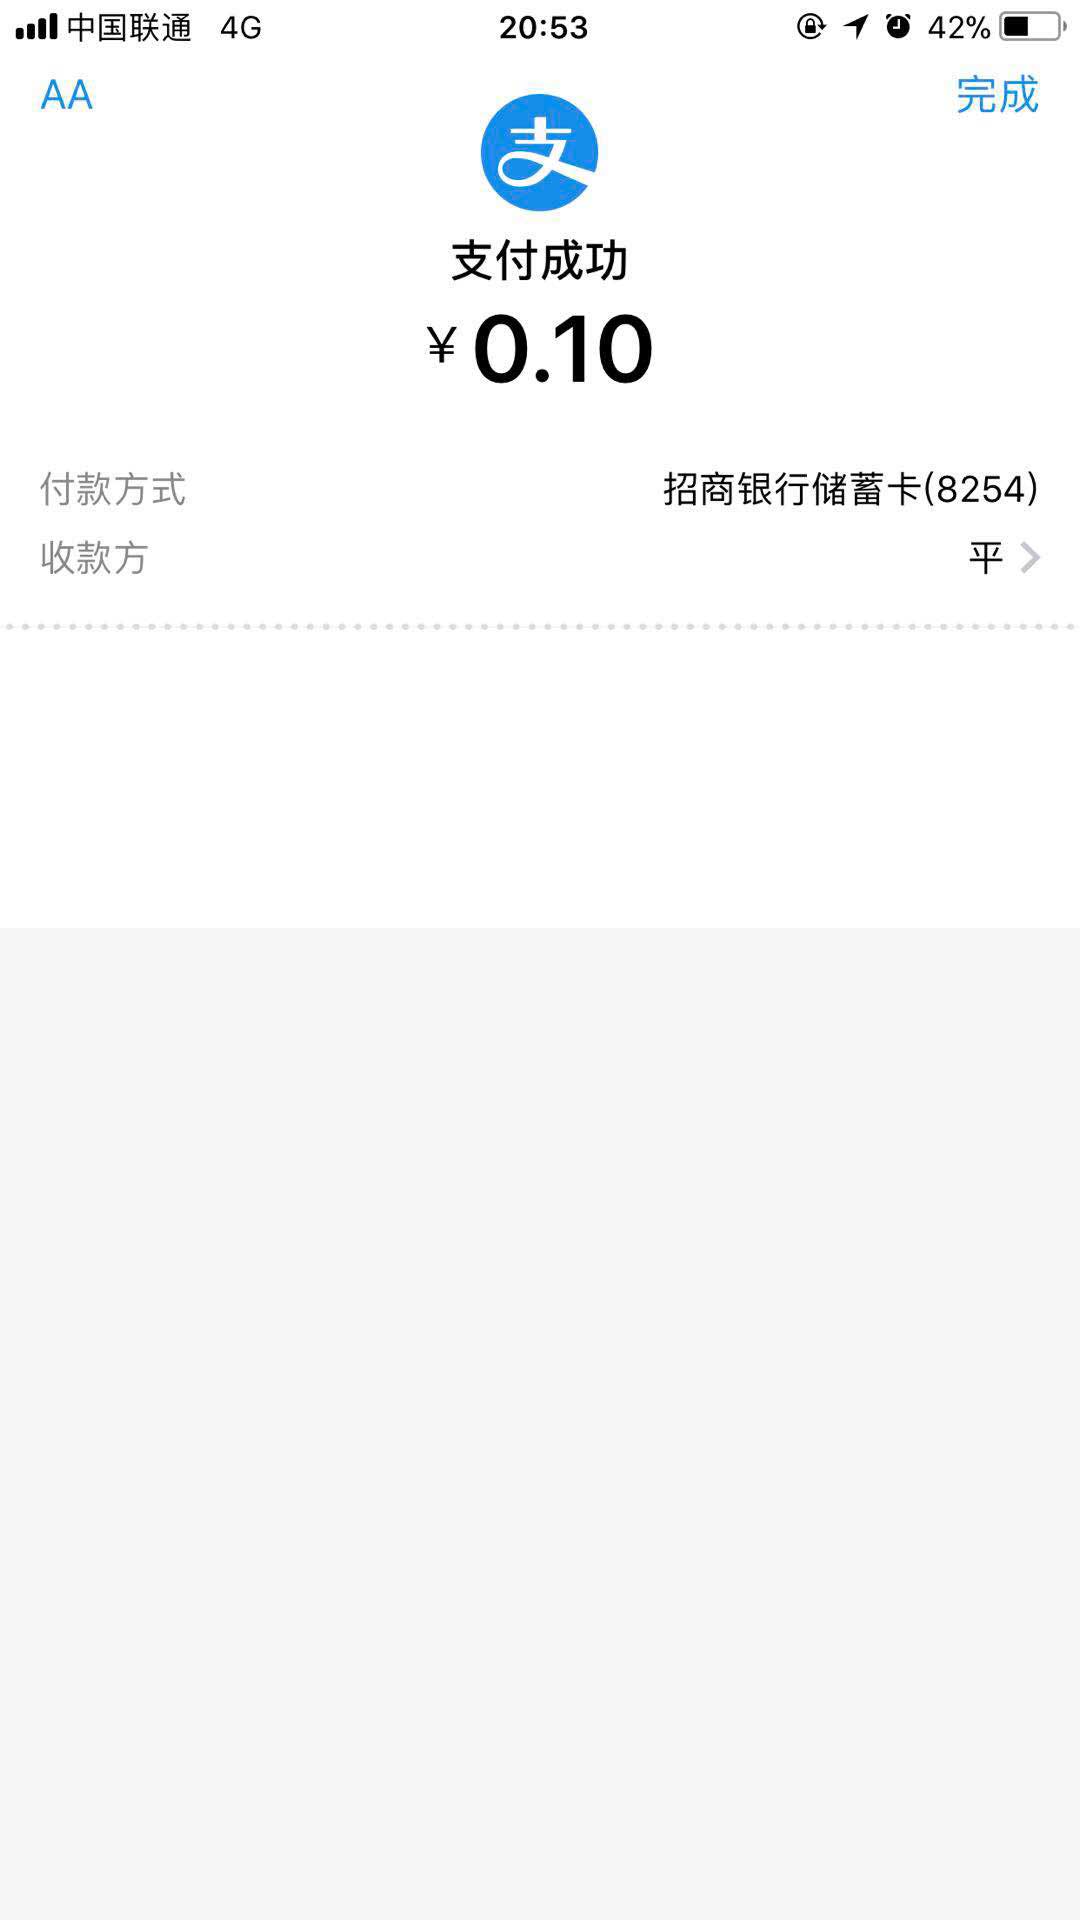 中国联通 4G 20:53 42%
AA 完成
支
支付成功
¥0.10
付款方式 招商银行储蓄卡(8254)
收款方 平